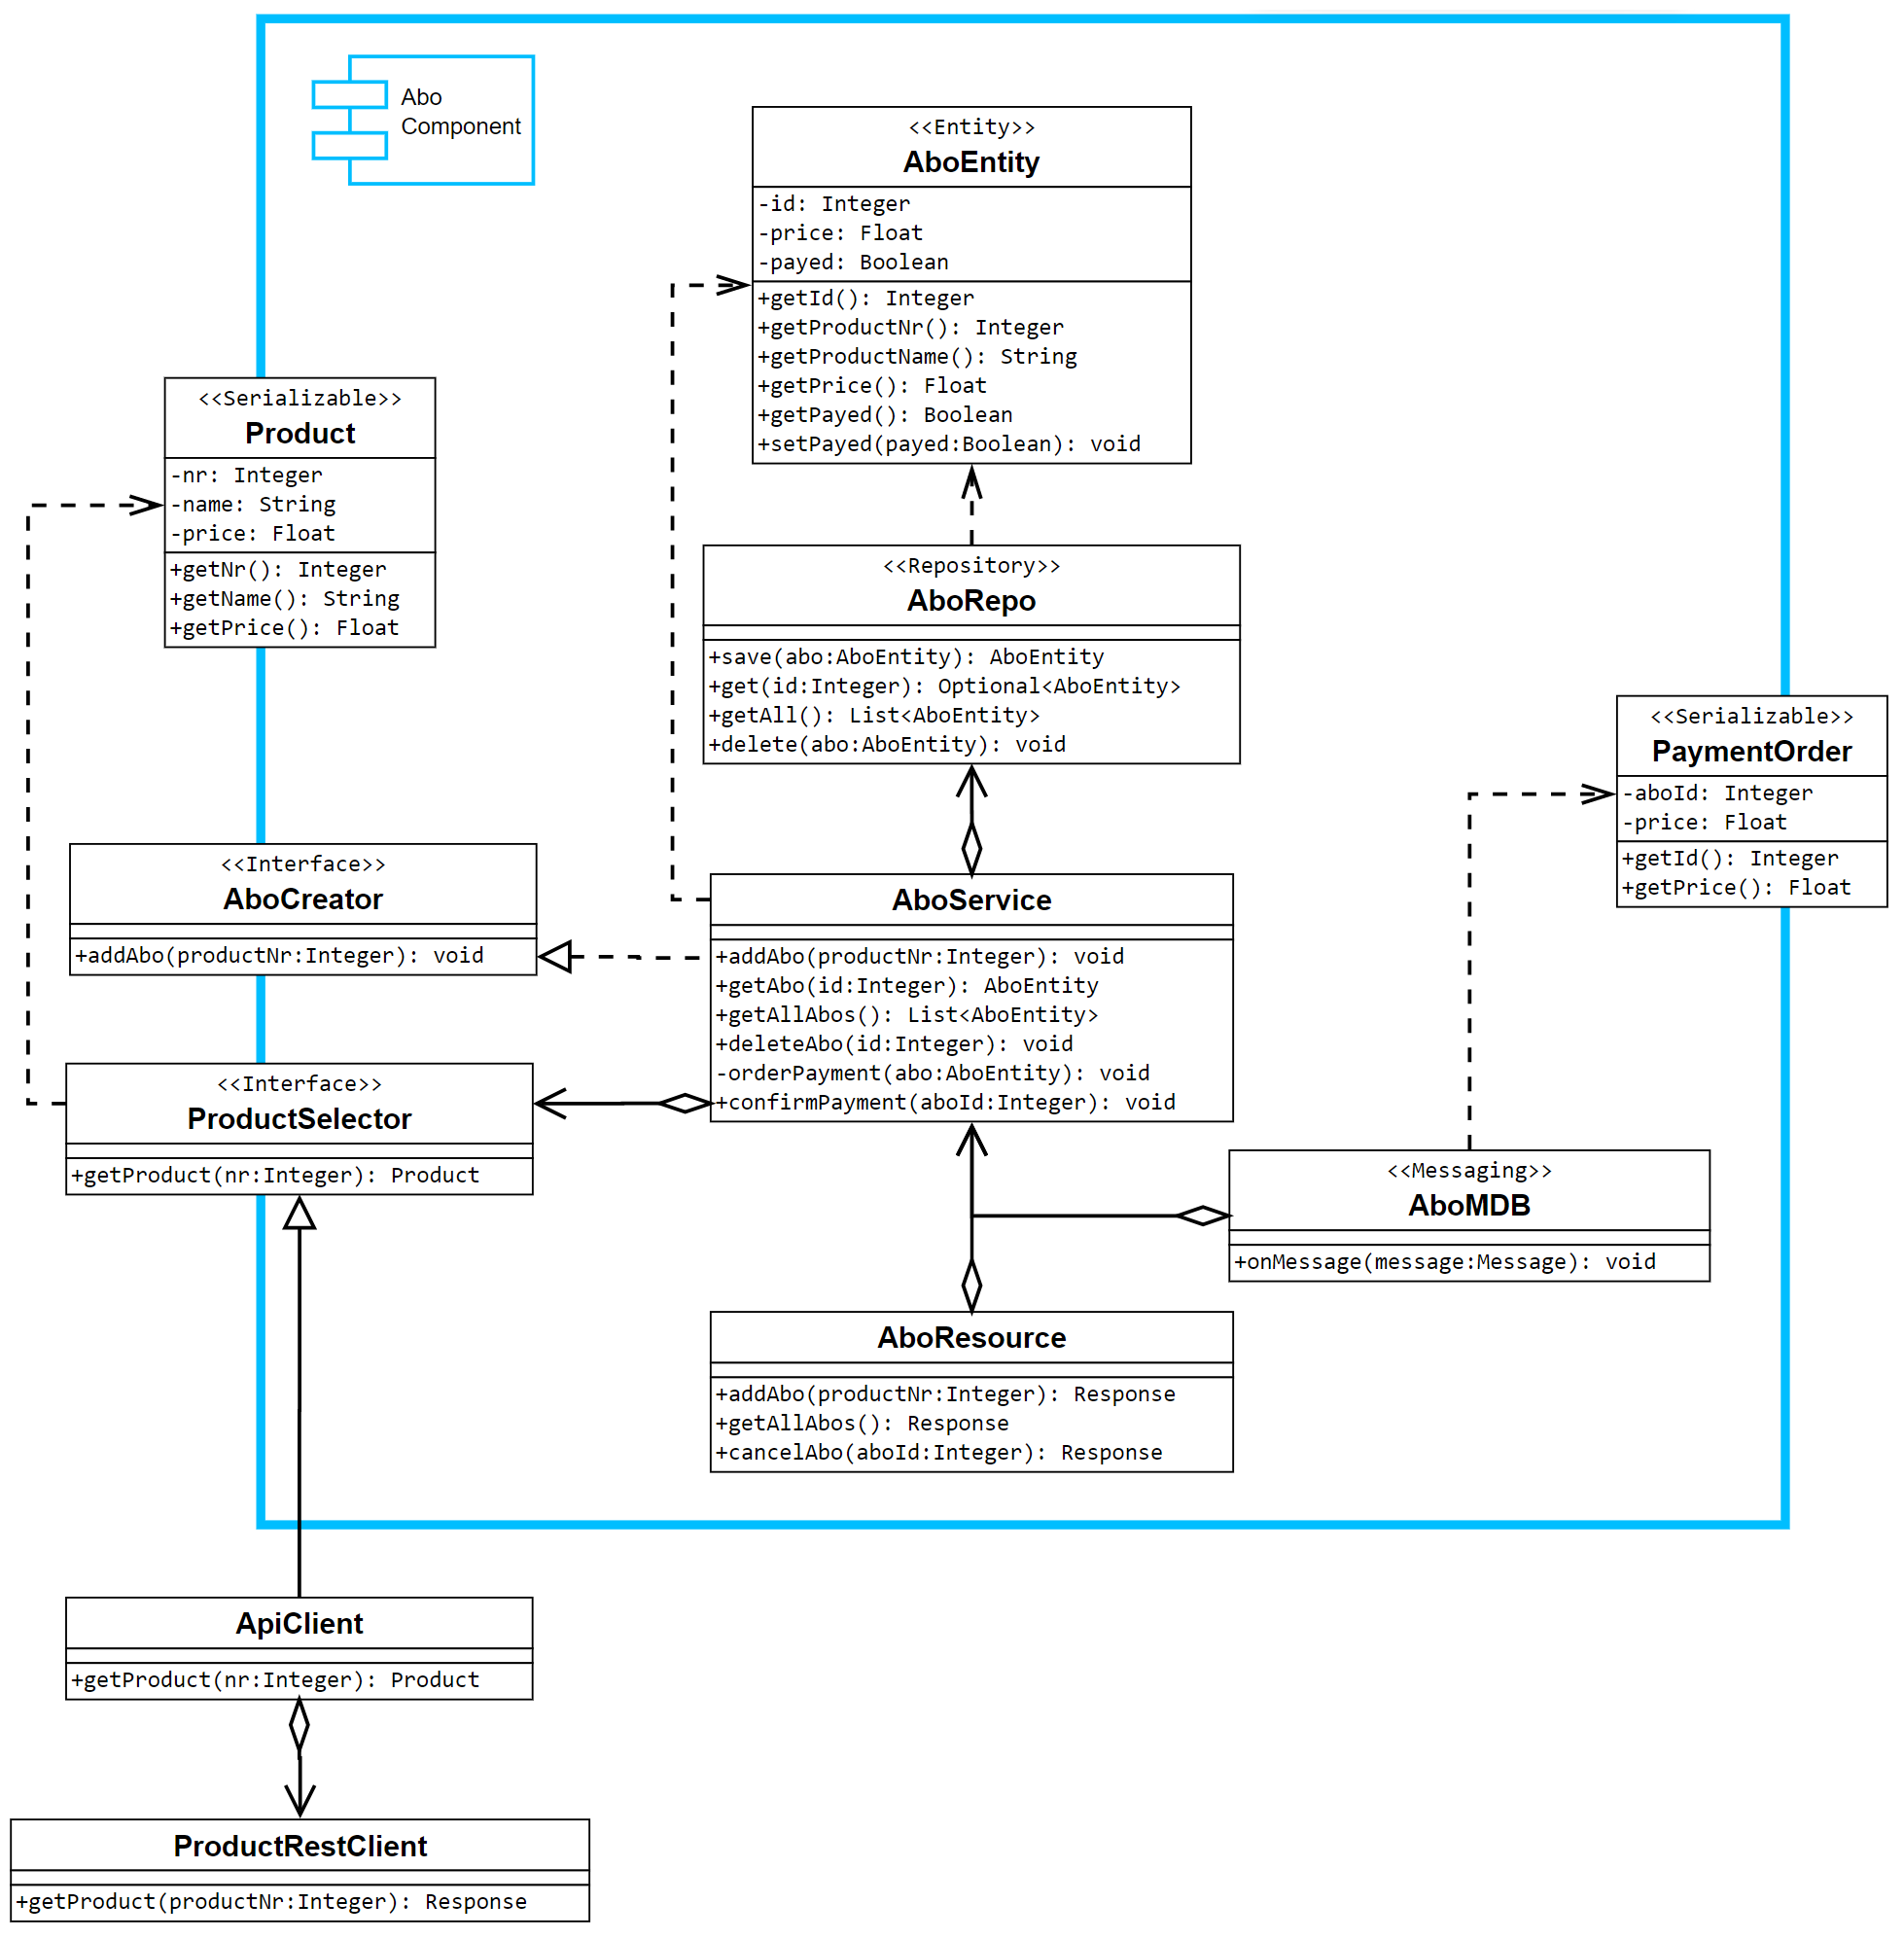 Abo
Component
<<Entity>>
AboEntity
-id: Integer
-price: Float
-payed: Boolean
+getId(): Integer
+getProductNr(): Integer
+getProductName(): String
+getPrice(): Float
+getPayed(): Boolean
+setPayed(payed:Boolean): void
<<Serializable>>
Product
-nr: Integer
-name: String
-price: Float
+getNr(): Integer
+getName(): String
+getPrice(): Float
<<Repository>>
AboRepo
+save(abo:AboEntity): AboEntity
+get(id:Integer): Optional<AboEntity>
+getAll(): List<AboEntity>
+delete(abo:AboEntity): void
<<Serializable>>
PaymentOrder
-aboId: Integer
-price: Float
+getId(): Integer
+getPrice(): Float
<<Interface>>
AboCreator
+addAbo(productNr:Integer): void
AboService
+addAbo(productNr:Integer): void
+getAbo(id:Integer): AboEntity
+getAllAbos(): List<AboEntity>
+deleteAbo(id:Integer): void
-orderPayment(abo:AboEntity): void
+confirmPayment(aboId:Integer): void
<<Interface>>
ProductSelector
+getProduct(nr:Integer): Product
<<Messaging>>
AboMDB
+onMessage(message:Message): void
AboResource
+addAbo(productNr:Integer): Response
+getAllAbos(): Response
+cancelAbo(aboId:Integer): Response
ApiClient
+getProduct(nr:Integer): Product
ProductRestClient
+getProduct(productNr:Integer): Response